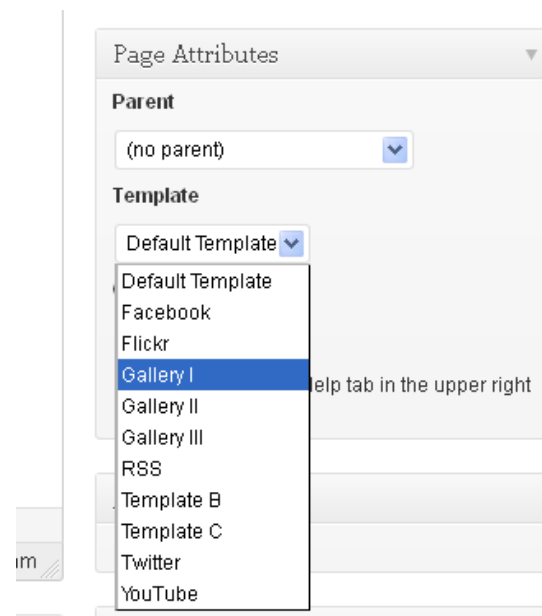 Page Attributes
Parent
(no parent)
Template
Default Template
Default Template
Facebook
Flickr
Gallery I
elp tab in the upper right
Gallery II
Gallery III
RSS
Template B
Template C
Twitter
YouTube